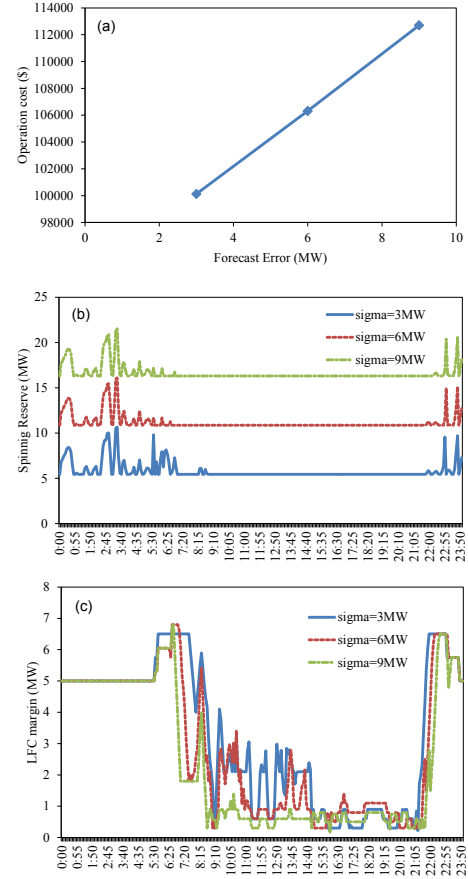 (a)
Operation cost ($)
114000
112000
110000
108000
106000
104000
102000
100000
98000
0 2 4 6 8 10
Forecast Error (MW)
(b)
Spinnig Reserve (MW)
25
20
15
10
5
0
sigma=3MW
sigma=6MW
sigma=9MW
0:00 0:55 1:50 2:45 3:40 4:35 5:30 6:25 7:20 8:15 9:10 10:05 11:00 11:55 12:50 13:45 14:40 15:35 16:30 17:25 18:20 19:15 20:10 21:05 22:00 22:55 23:50
(c)
LFC margin (MW)
8
7
6
5
4
3
2
1
0
sigma=3MW
sigma=6MW
sigma=9MW
0:00 0:55 1:50 2:45 3:40 4:35 5:30 6:25 7:20 8:15 9:10 10:05 11:00 11:55 12:50 13:45 14:40 15:35 16:30 17:25 18:20 19:15 20:10 21:05 22:00 22:55 23:50